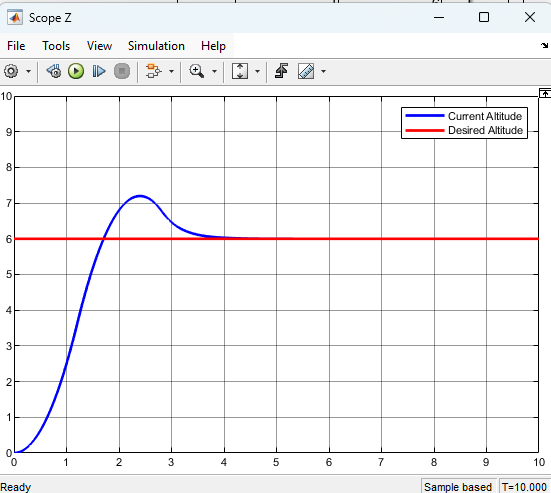 Scope Z
File Tools View Simulation Help
Current Altitude
Desired Altitude
10
9
8
7
6
5
4
3
2
1
0
0 1 2 3 4 5 6 7 8 9 10
Ready Sample based T=10.000